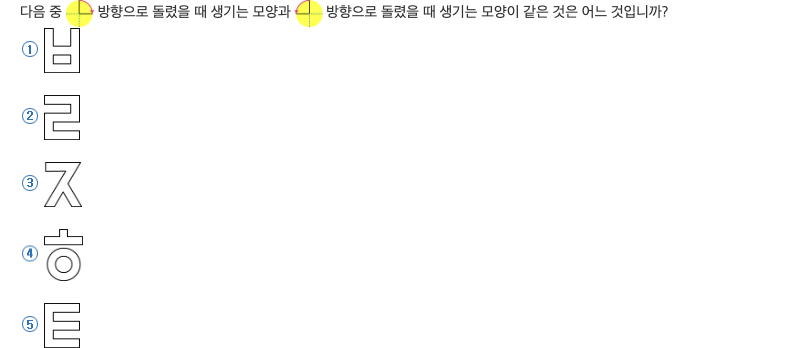 다음 중 방향으로 돌렸을 때 생기는 모양과 방향으로 돌렸을 때 생기는 모양이 같은 것은 어느 것입니까?
① ㅂ
② ㄹ
③ ㅈ
④ ㅎ
⑤ ㅌ